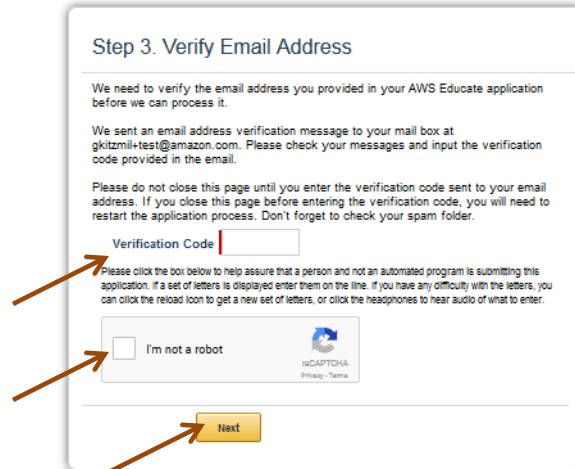 Step 3. Verify Email Address
We need to verify the email address you provided in your AWS Educate application
before we can process it.
We sent an email address verification message to your mail box at
gkitzmil+test@amazon.com. Please check your messages and input the verification
code provided in the email.
Please do not close this page until you enter the verification code sent to your email
address. If you close this page before entering the verification code, you will need to
restart the application process. Don't forget to check your spam folder.
Verification Code
Please click the box below to help assure that a person and not an automated program is submitting this
application. If a set of letters is displayed enter them on the line. If you have any difficulty with the letters, you
can click the reload icon to get a new set of letters, or click the headphones to hear audio of what to enter.
I'm not a robot
reCAPTCHA
Privacy - Terms
Next